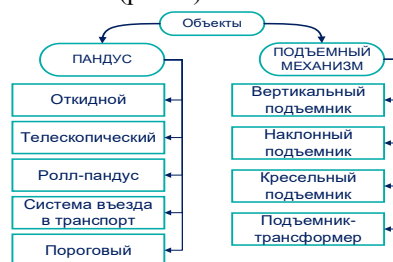 Объекты
ПАНДУС
Откидной
Телескопический
Ролл-пандус
Система въезда
в транспорт
Пороговый
ПОДЪЕМНЫЙ
МЕХАНИЗМ
Вертикальный
подъемник
Наклонный
подъемник
Кресельный
подъемник
Подъемник-
трансформер